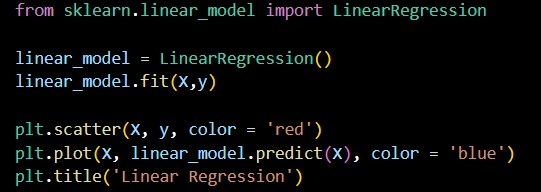 from sklearn.linear_model import LinearRegression
linear_model = LinearRegression()
linear_model.fit(X,y)
plt.scatter(X, y, color = 'red')
plt.plot(X, linear_model.predict(X), color = 'blue')
plt.title('Linear Regression')